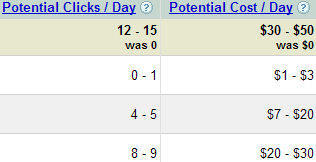 Potential Clicks / Day ? Potential Cost / Day ?
12 - 15 $30 - $50
was 0 was $0
0 - 1 $1 - $3
4 - 5 $7 - $20
8 - 9 $20 - $30